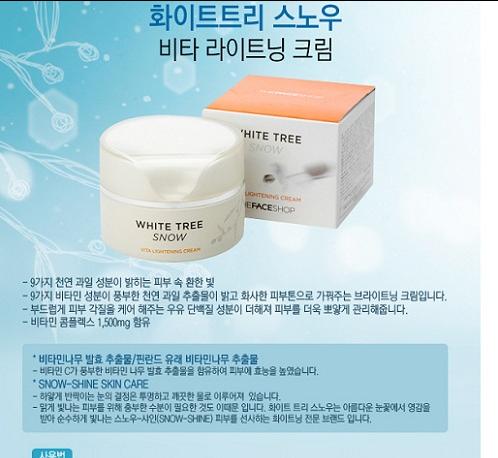 화이트트리 스노우
비타 라이트닝 크림
WHITE TREE
SNOW
VITA LIGHTENING CREAM
WHITE TREE
SNOW
LIGHTENING CREAM
THEFACESHOP
- 9가지 천연 과일 성분이 밝히는 피부 속 환한 빛
- 9가지 비타민 성분이 풍부한 천연 과일 추출물이 밝고 화사한 피부톤으로 가꿔주는 브라이트닝 크림입니다.
- 부드럽게 피부 각질을 케어 해주는 우유 단백질 성분이 더해져 피부를 더욱 뽀얗게 관리해줍니다.
- 비타민 콤플렉스 1,500mg 함유
* 비타민나무 발효 추출물/핀란드 유래 비타민나무 추출물
- 비타민 C가 풍부한 비타민 나무 발효 추출물을 함유하여 피부에 효능을 높였습니다.
* SNOW-SHINE SKIN CARE
- 하얗게 반짝이는 눈의 결정은 투명하고 깨끗한 물로 이루어져 있습니다.
- 맑게 빛나는 피부를 위해 충분한 수분이 필요한 것도 이때문 입니다. 화이트 트리 스노우는 아름다운 눈꽃에서 영감을
받아 순수하게 빛나는 스노우-샤인(SNOW-SHINE) 피부를 선사하는 화이트닝 전문 브랜드 입니다.
사용법